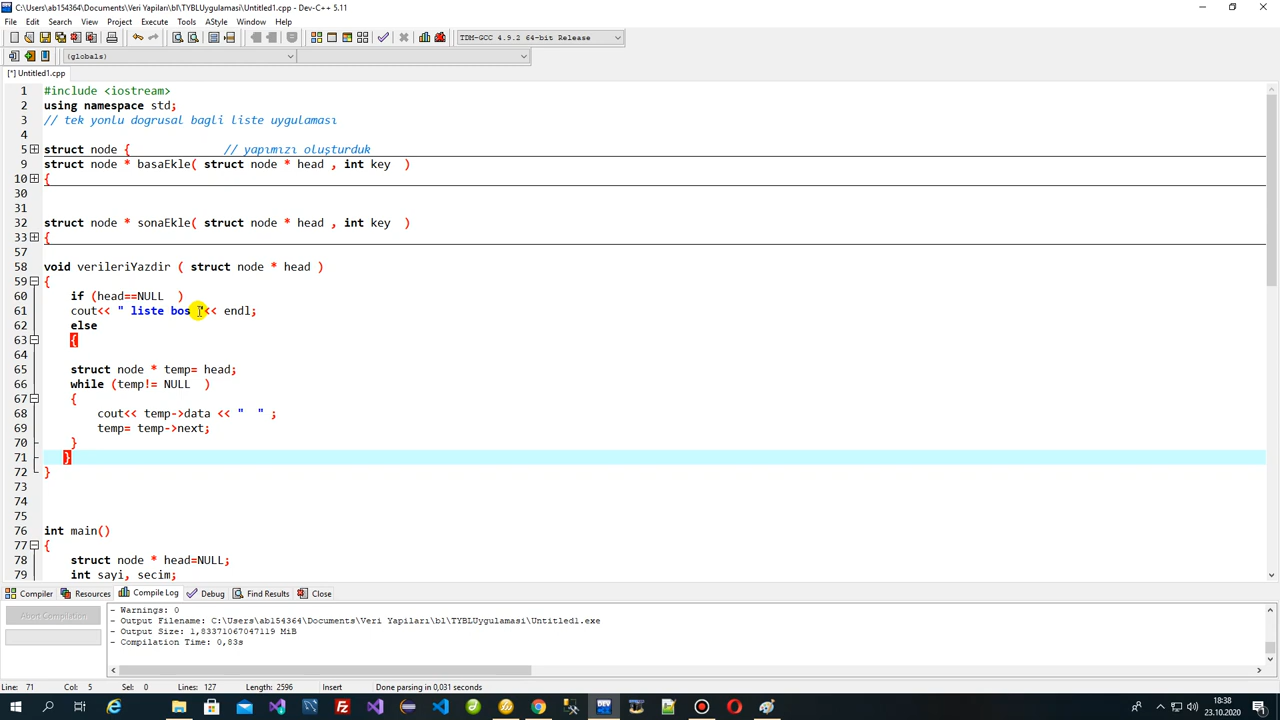 C:\Users\ab154364\Documents\Veri Yapıları\bl\TYBLUygulamasi\Untitled1.cpp - Dev-C++ 5.11
File Edit Search View Project Execute Tools AStyle Window Help
TDM-GCC 4.9.2 64-bit Release
(globals)
[*] Untitled1.cpp
1 #include <iostream>
2 using namespace std;
3 // tek yonlu dogrusal bagli liste uygulaması
4
5 struct node { // yapımızı oluşturduk
9 struct node * basaEkle( struct node * head , int key )
10 {
30
31
32 struct node * sonaEkle( struct node * head , int key )
33 {
57
58 void verileriYazdir ( struct node * head )
59 {
60 if (head==NULL )
61 cout<< " liste bos "<< endl;
62 else
63 {
64
65 struct node * temp= head;
66 while (temp!= NULL )
67 {
68 cout<< temp->data << "  " ;
69 temp= temp->next;
70 }
71 }
72 }
73
74
75
76 int main()
77 {
78 struct node * head=NULL;
79 int sayi, secim;
Compiler Resources Compile Log Debug Find Results Close
Abort Compilation
- Warnings: 0
- Output Filename: C:\Users\ab154364\Documents\Veri Yapıları\bl\TYBLUygulamasi\Untitled1.exe
- Output Size: 1,83371067047119 MiB
- Compilation Time: 0,83s
Line: 71 Col: 5 Sel: 0 Lines: 127 Length: 2596 Insert Done parsing in 0,031 seconds
18:38
23.10.2020